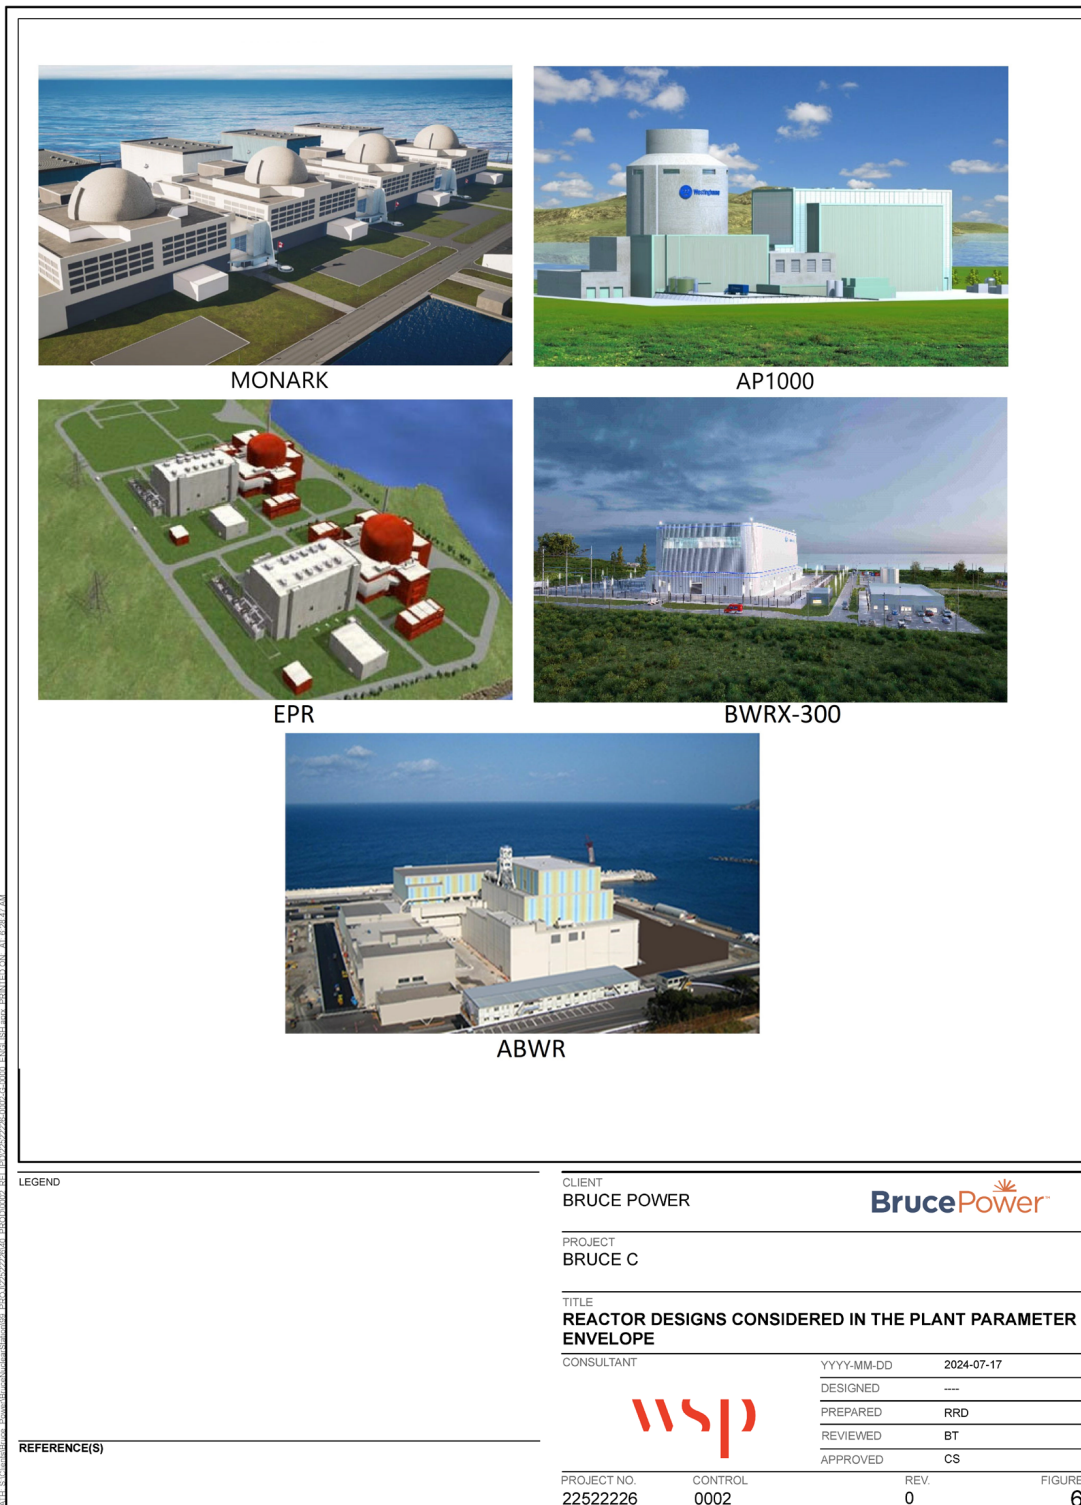 Westinghouse
MONARK
AP1000
EPR
BWRX-300
ABWR
LEGEND
REFERENCE(S)
CLIENT
BRUCE POWER
BrucePower
PROJECT
BRUCE C
TITLE
REACTOR DESIGNS CONSIDERED IN THE PLANT PARAMETER
ENVELOPE
CONSULTANT
wsp
YYYY-MM-DD 2024-07-17
DESIGNED ----
PREPARED RRD
REVIEWED BT
APPROVED CS
PROJECT NO. CONTROL REV. FIGURE
22522226 0002 0 6